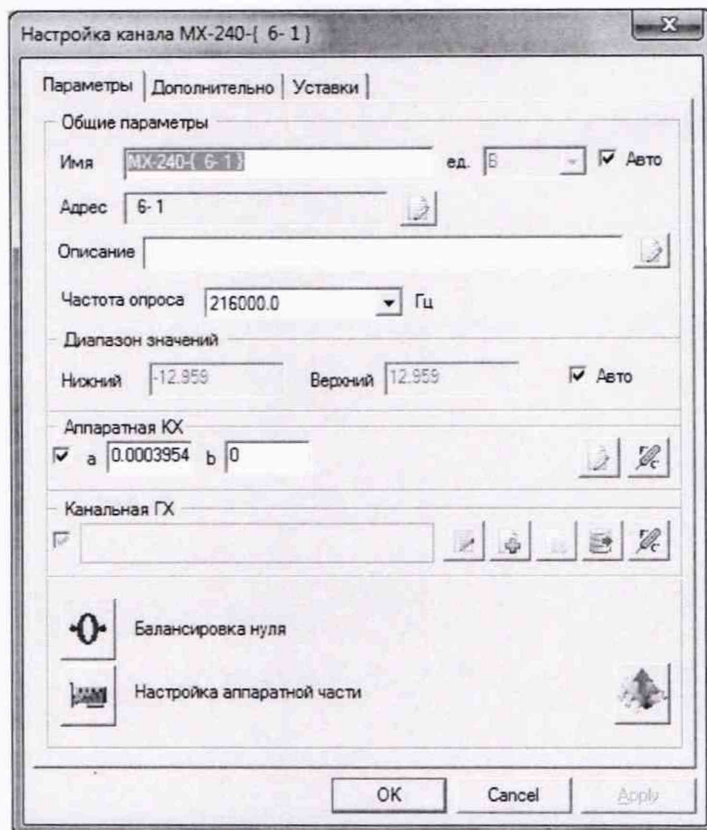 Настройка канала MX-240-{ 6- 1 }
Параметры Дополнительно Уставки
Общие параметры
Имя MX-240-{ 6- 1 } ед. В Авто
Адрес 6- 1
Описание
Частота опроса 216000.0 Гц
Диапазон значений
Нижний -12.959 Верхний 12.959 Авто
Аппаратная КХ
a 0.0003954 b 0
Канальная ГХ
Балансировка нуля
Настройка аппаратной части
OK Cancel Apply